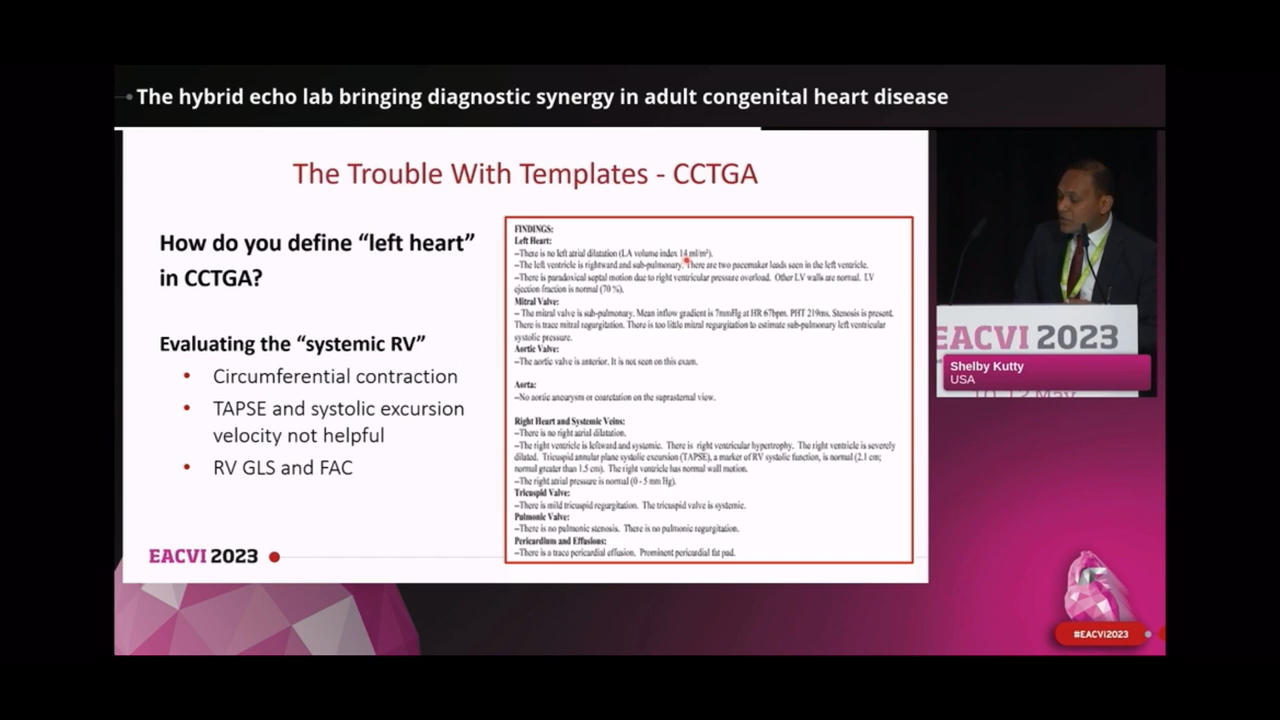 The hybrid echo lab bringing diagnostic synergy in adult congenital heart disease
The Trouble With Templates - CCTGA
How do you define “left heart”
in CCTGA?
Evaluating the “systemic RV”
• Circumferential contraction
• TAPSE and systolic excursion
velocity not helpful
• RV GLS and FAC
EACVI 2023
FINDINGS:
Left Heart:
–There is no left atrial dilatation (LA volume index 14 ml/m²).
–The left ventricle is rightward and sub-pulmonary. There are two pacemaker leads seen in the left ventricle.
–There is paradoxical septal motion due to right ventricular pressure overload. Other LV walls are normal. LV
ejection fraction is normal (70 %).
Mitral Valve:
– The mitral valve is sub-pulmonary. Mean inflow gradient is 7mmHg at HR 67bpm. PHT 219ms. Stenosis is present.
There is trace mitral regurgitation. There is too little mitral regurgitation to estimate sub-pulmonary left ventricular
systolic pressure.
Aortic Valve:
–The aortic valve is anterior. It is not seen on this exam.
Aorta:
–No aortic aneurysm or coarctation on the suprasternal view.
Right Heart and Systemic Veins:
–There is no right atrial dilatation.
–The right ventricle is leftward and systemic. There is right ventricular hypertrophy. The right ventricle is severely
dilated. Tricuspid annular plane systolic excursion (TAPSE), a marker of RV systolic function, is normal (2.1 cm;
normal greater than 1.5 cm). The right ventricle has normal wall motion.
–The right atrial pressure is normal (0 - 5 mm Hg).
Tricuspid Valve:
–There is mild tricuspid regurgitation. The tricuspid valve is systemic.
Pulmonic Valve:
–There is no pulmonic stenosis. There is no pulmonic regurgitation.
Pericardium and Effusions:
–There is a trace pericardial effusion. Prominent pericardial fat pad.
EACVI 2023
Shelby Kutty
USA
10-12 May
#EACVI2023